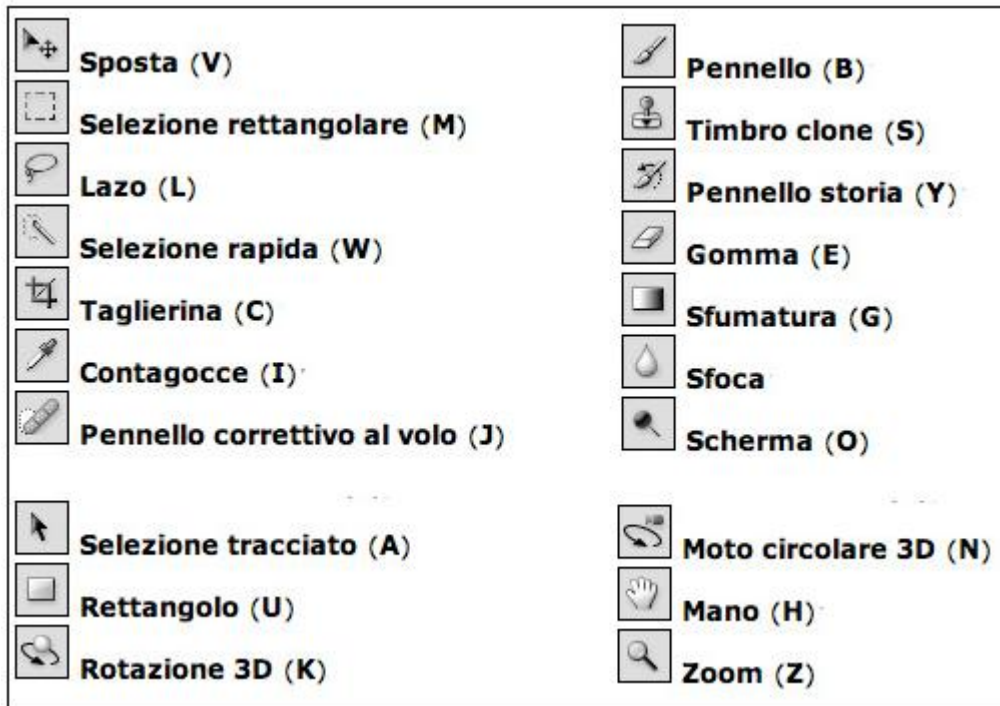 Sposta (V)
Selezione rettangolare (M)
Lazo (L)
Selezione rapida (W)
Taglierina (C)
Contagocce (I)
Pennello correttivo al volo (J)
Pennello (B)
Timbro clone (S)
Pennello storia (Y)
Gomma (E)
Sfumatura (G)
Sfoca
Scherma (O)
Selezione tracciato (A)
Rettangolo (U)
Rotazione 3D (K)
Moto circolare 3D (N)
Mano (H)
Zoom (Z)